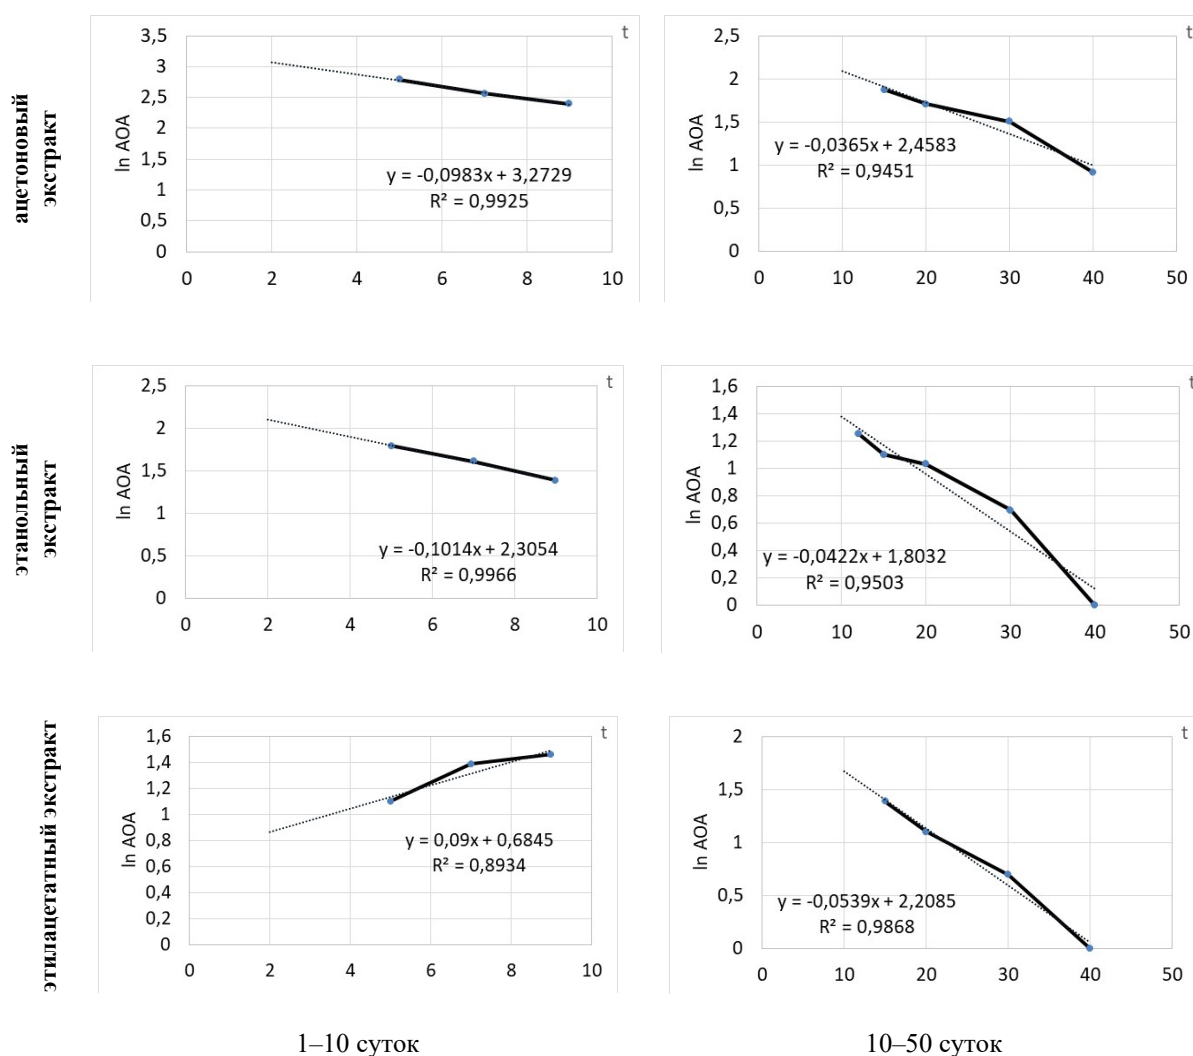 ацетоновый
экстракт
t
3,5
3
2,5
2
1,5
1
0,5
0
ln AOA
y = -0,0983x + 3,2729
R² = 0,9925
0 2 4 6 8 10
t
2,5
2
1,5
1
0,5
0
ln AOA
y = -0,0365x + 2,4583
R² = 0,9451
0 10 20 30 40 50
этанольный
экстракт
t
2,5
2
1,5
1
0,5
0
ln AOA
y = -0,1014x + 2,3054
R² = 0,9966
0 2 4 6 8 10
t
1,6
1,4
1,2
1
0,8
0,6
0,4
0,2
0
ln AOA
y = -0,0422x + 1,8032
R² = 0,9503
0 10 20 30 40 50
этилацетатный экстракт
t
1,6
1,4
1,2
1
0,8
0,6
0,4
0,2
0
ln AOA
y = 0,09x + 0,6845
R² = 0,8934
0 2 4 6 8 10
t
2
1,5
1
0,5
0
ln AOA
y = -0,0539x + 2,2085
R² = 0,9868
0 10 20 30 40 50
1–10 суток
10–50 суток